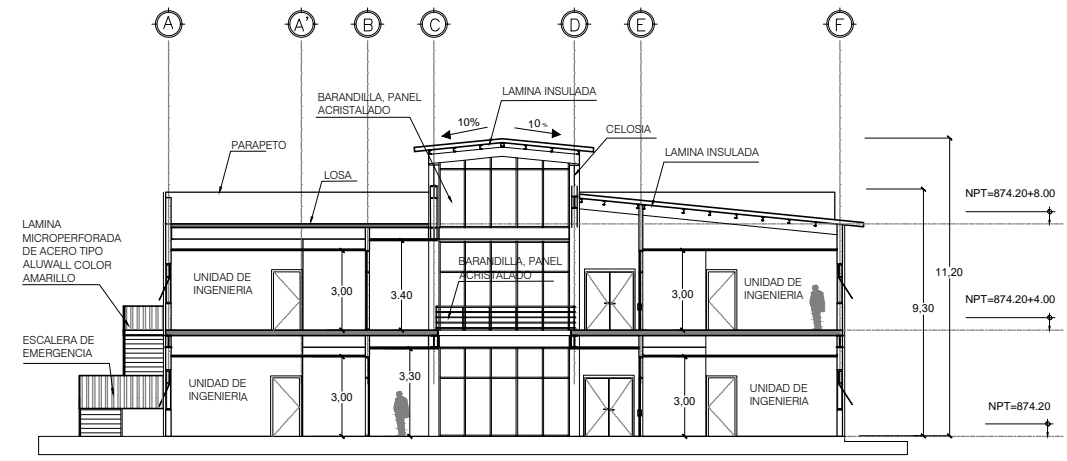 A
A'
B
C
D
E
F
BARANDILLA, PANEL
ACRISTALADO
LAMINA INSULADA
10%
10%
CELOSIA
PARAPETO
LAMINA INSULADA
LOSA
NPT=874.20+8.00
LAMINA
MICROPERFORADA
DE ACERO TIPO
ALUWALL COLOR
AMARILLO
BARANDILLA, PANEL
ACRISTALADO
11,20
UNIDAD DE
INGENIERIA
3,00
3.40
3,00
UNIDAD DE
INGENIERIA
9,30
NPT=874.20+4.00
ESCALERA DE
EMERGENCIA
UNIDAD DE
INGENIERIA
3,30
3,00
3,00
UNIDAD DE
INGENIERIA
NPT=874.20